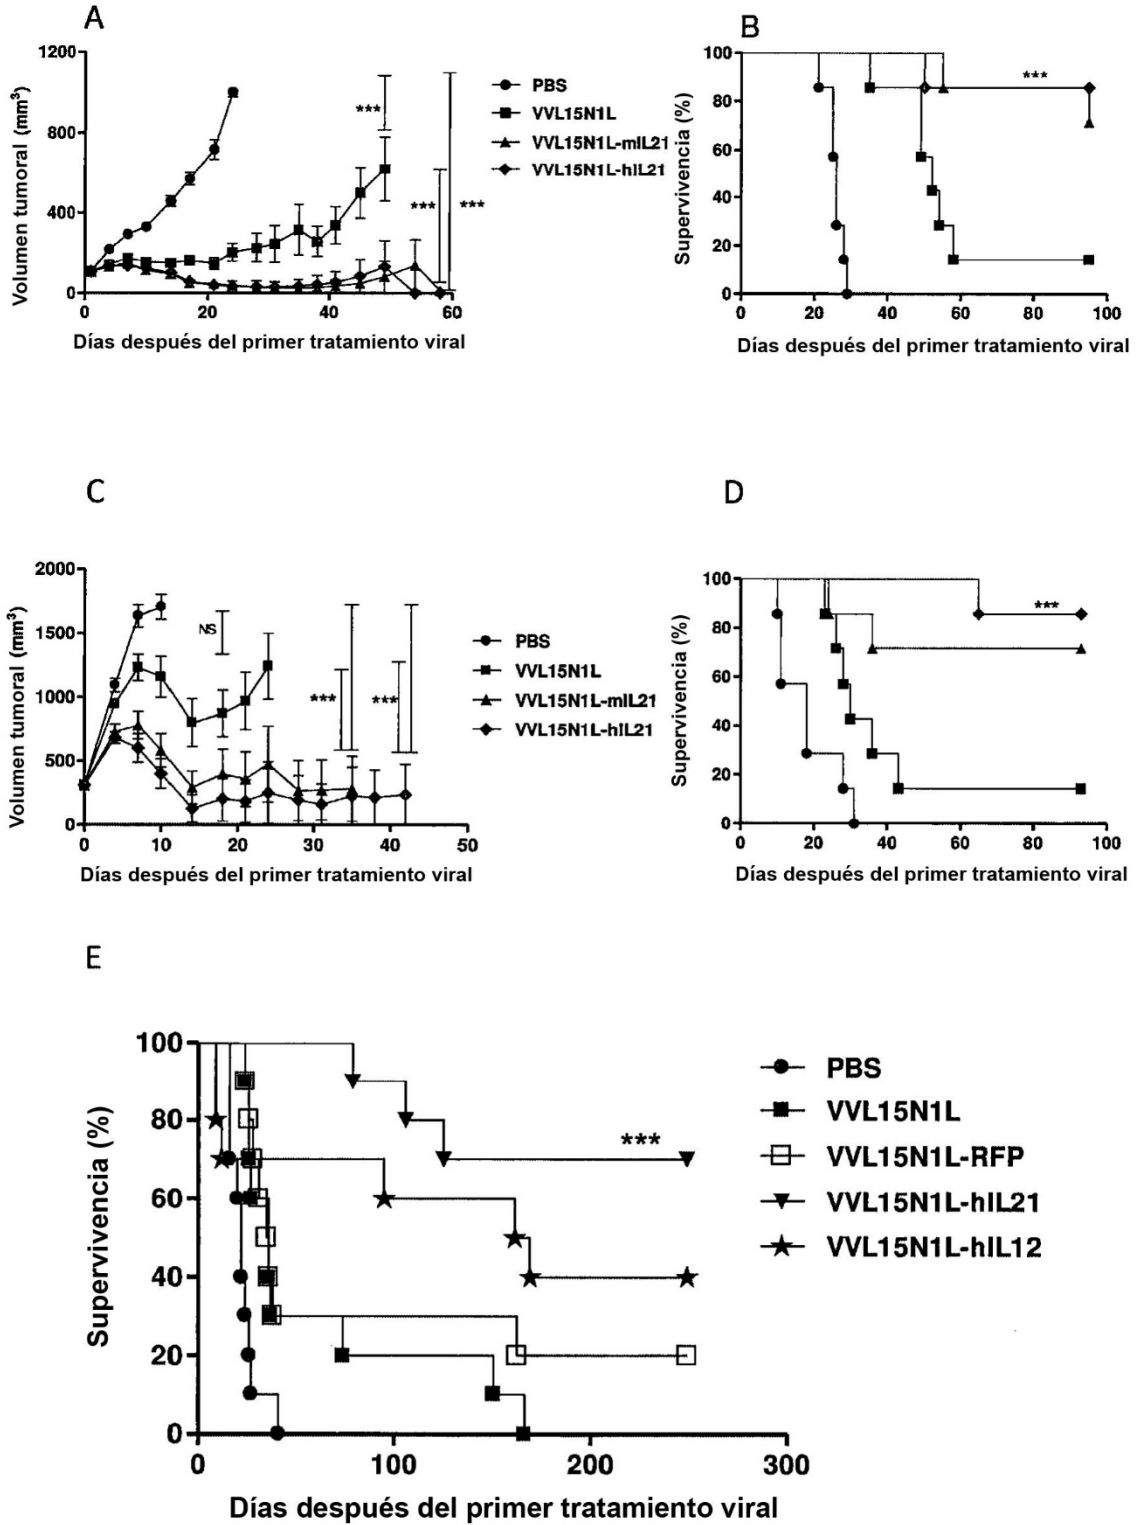 A
1200
800
400
0
0 20 40 60
Volumen tumoral (mm³)
Días después del primer tratamiento viral
PBS
VVL15N1L
VVL15N1L-mIL21
VVL15N1L-hIL21
***
*** ***
B
100
80
60
40
20
0
0 20 40 60 80 100
Supervivencia (%)
Días después del primer tratamiento viral
***
C
2000
1500
1000
500
0
0 10 20 30 40 50
Volumen tumoral (mm³)
Días después del primer tratamiento viral
NS
*** ***
PBS
VVL15N1L
VVL15N1L-mIL21
VVL15N1L-hIL21
D
100
80
60
40
20
0
0 20 40 60 80 100
Supervivencia (%)
Días después del primer tratamiento viral
***
E
100
80
60
40
20
0
0 100 200 300
Supervivencia (%)
Días después del primer tratamiento viral
***
PBS
VVL15N1L
VVL15N1L-RFP
VVL15N1L-hIL21
VVL15N1L-hIL12